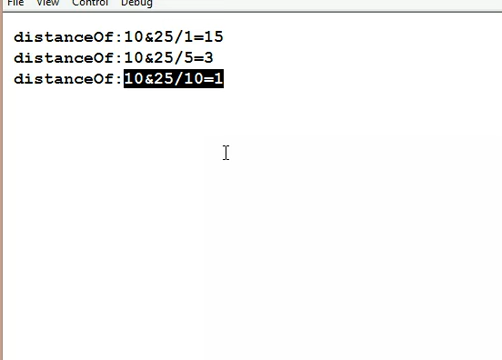 File View Control Debug
distanceOf:10&25/1=15
distanceOf:10&25/5=3
distanceOf:10&25/10=1